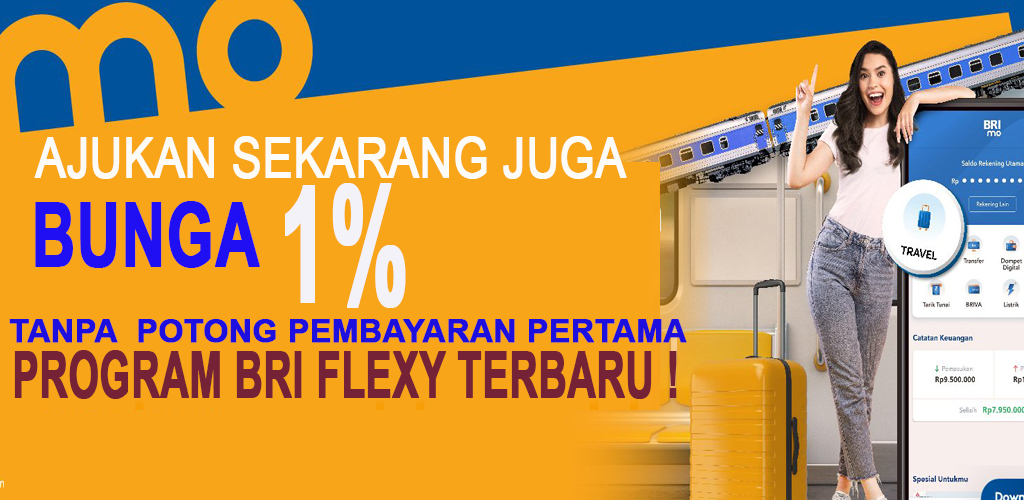 mo
AJUKAN SEKARANG JUGA
BUNGA 1%
TANPA POTONG PEMBAYARAN PERTAMA
PROGRAM BRI FLEXY TERBARU !
BRI
mo
Saldo Rekening Utama
Rp
Rekening Lain
TRAVEL
Transfer
Dompet
Digital
Tarik Tunai
BRIVA
Listrik
Catatan Keuangan
Pemasukan
Rp9.500.000
Selisih
Rp7.950.000
Spesial Untukmu